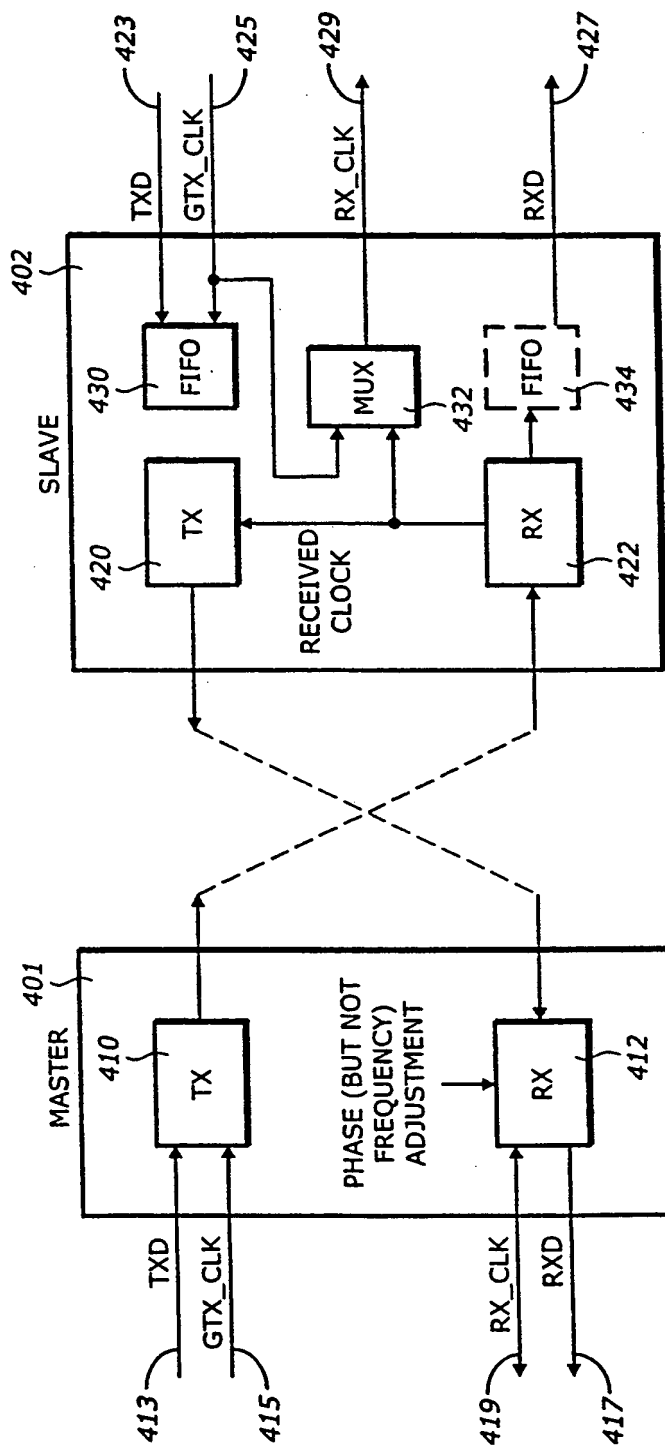 MASTER
401
413
TXD
GTX_CLK
415
410
TX
PHASE (BUT NOT
FREQUENCY)
ADJUSTMENT
419
RX_CLK
RXD
417
RX
412
SLAVE
402
420
TX
430
FIFO
TXD
423
GTX_CLK
425
RECEIVED
CLOCK
MUX
432
RX_CLK
429
RX
422
FIFO
434
RXD
427